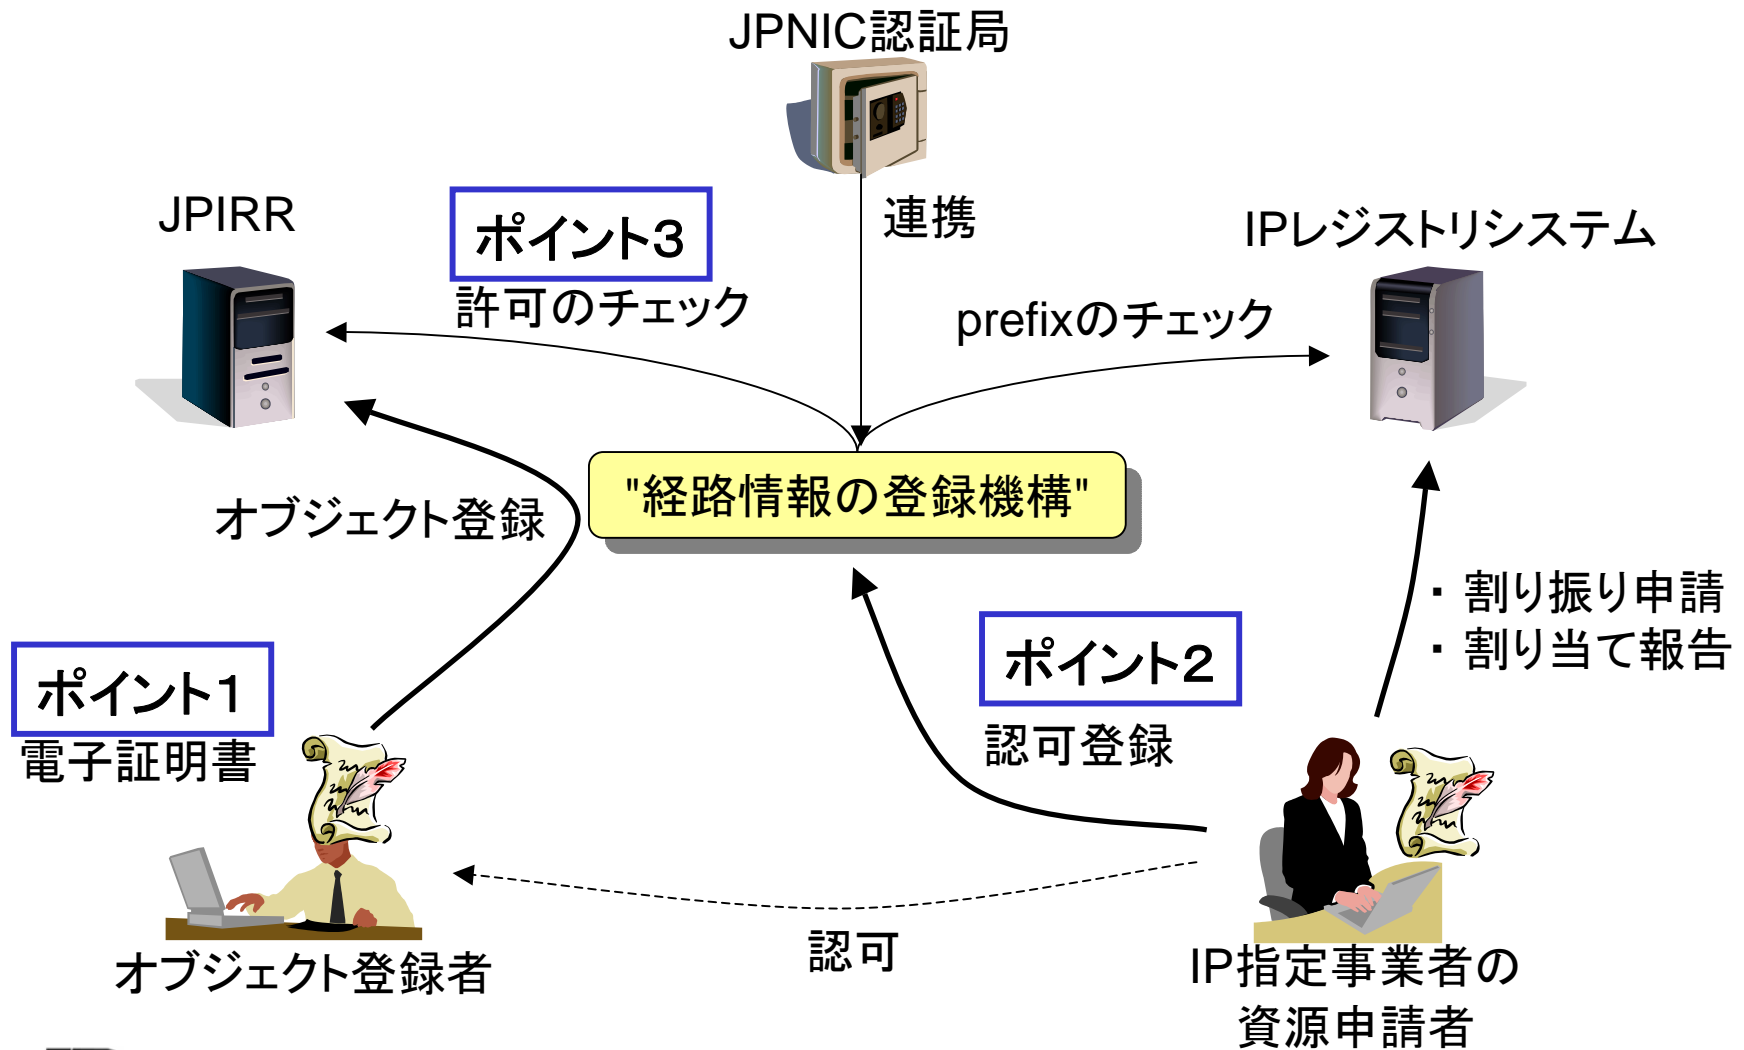 JPNIC認証局
JPIRR
ポイント3
連携
IPレジストリシステム
許可のチェック
prefixのチェック
"経路情報の登録機構"
オブジェクト登録
・割り振り申請
・割り当て報告
ポイント1
ポイント2
電子証明書
認可登録
認可
オブジェクト登録者
IP指定事業者の
資源申請者